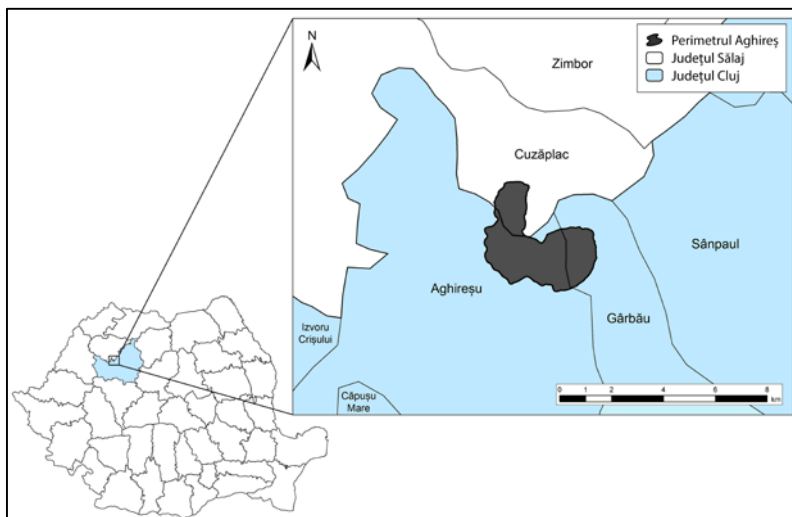 N
Perimetrul Aghireș
Județul Sălaj
Județul Cluj
Zimbor
Cuzăplac
Sânpaul
Aghireșu
Gârbău
Izvoru
Crișului
Căpușu
Mare
0 1 2 4 6 8
km